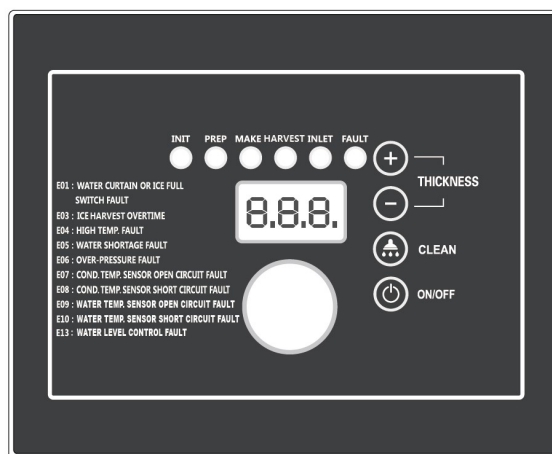 INIT PREP MAKE HARVEST INLET FAULT
+
THICKNESS
−
8.8.8.
CLEAN
ON/OFF
E01 : WATER CURTAIN OR ICE FULL
SWITCH FAULT
E03 : ICE HARVEST OVERTIME
E04 : HIGH TEMP. FAULT
E05 : WATER SHORTAGE FAULT
E06 : OVER-PRESSURE FAULT
E07 : COND. TEMP. SENSOR OPEN CIRCUIT FAULT
E08 : COND. TEMP. SENSOR SHORT CIRCUIT FAULT
E09 : WATER TEMP. SENSOR OPEN CIRCUIT FAULT
E10 : WATER TEMP. SENSOR SHORT CIRCUIT FAULT
E13 : WATER LEVEL CONTROL FAULT